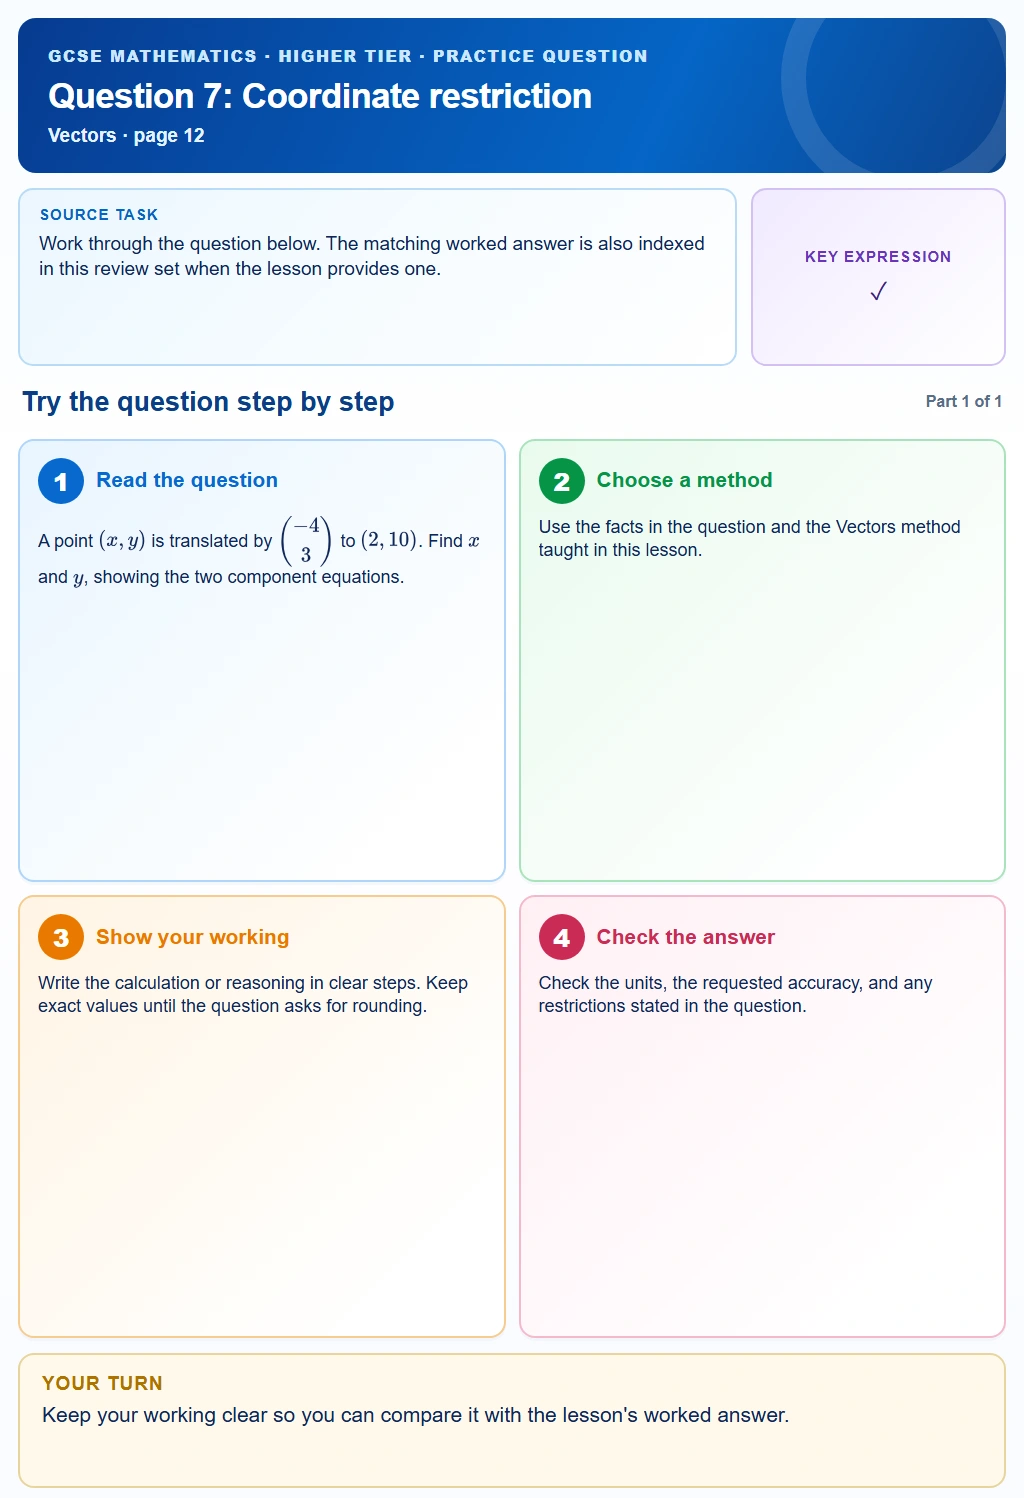 GCSE MATHEMATICS · HIGHER TIER · PRACTICE QUESTION
Question 7: Coordinate restriction
Vectors · page 12
SOURCE TASK
Work through the question below. The matching worked answer is also indexed
in this review set when the lesson provides one.
KEY EXPRESSION
✓
Try the question step by step
Part 1 of 1
1 Read the question
A point (x, y) is translated by (−4 3) to (2, 10). Find x
and y, showing the two component equations.
2 Choose a method
Use the facts in the question and the Vectors method
taught in this lesson.
3 Show your working
Write the calculation or reasoning in clear steps. Keep
exact values until the question asks for rounding.
4 Check the answer
Check the units, the requested accuracy, and any
restrictions stated in the question.
YOUR TURN
Keep your working clear so you can compare it with the lesson's worked answer.